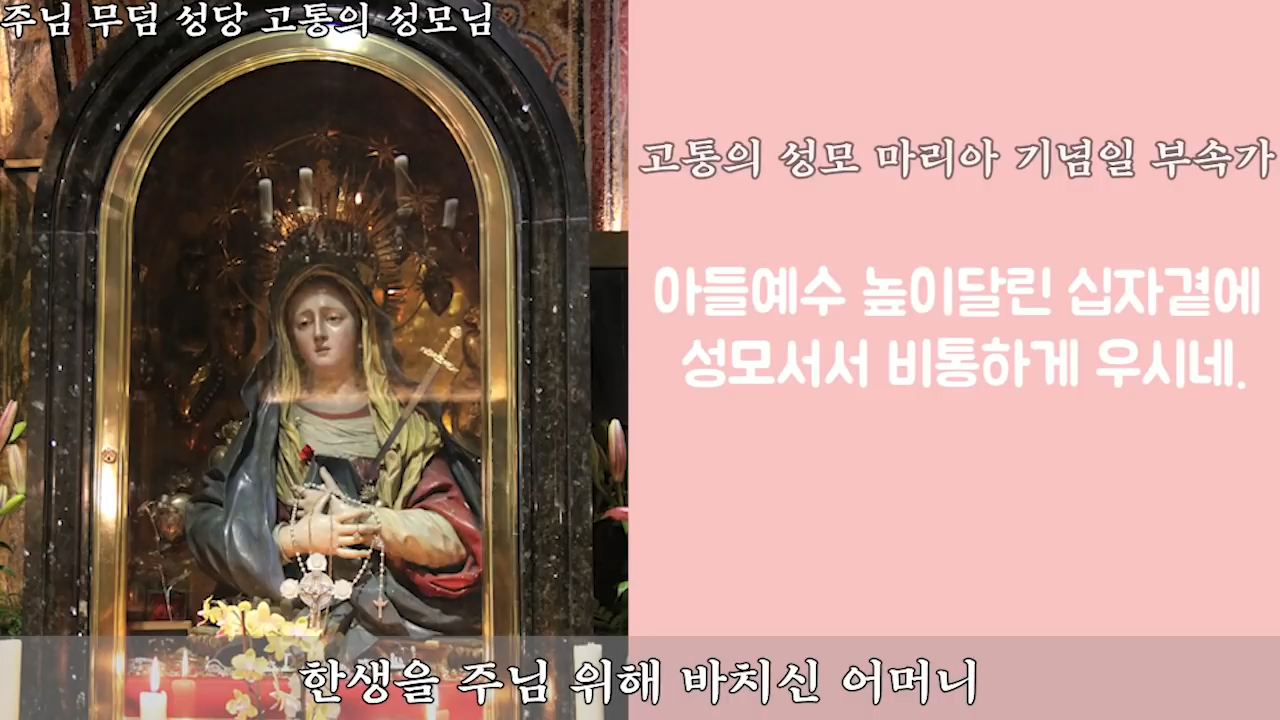 주님 무덤 성당 고통의 성모님
고통의 성모 마리아 기념일 부속가
아들예수 높이달린 십자곁에
성모서서 비통하게 우시네.
한생을 주님 위해 바치신 어머니